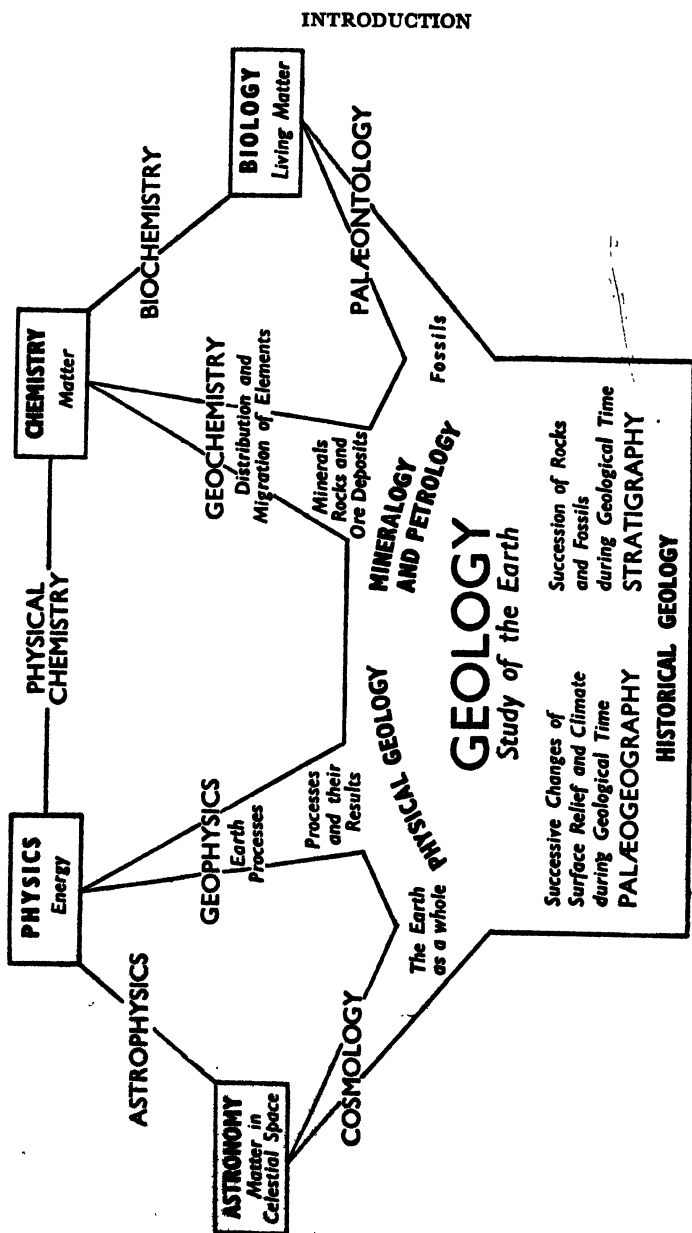 INTRODUCTION
PHYSICS
Energy
PHYSICAL
CHEMISTRY
CHEMISTRY
Matter
ASTROPHYSICS
BIOCHEMISTRY
ASTRONOMY
Matter in
Celestial Space
BIOLOGY
Living Matter
GEOPHYSICS
Earth
Processes
GEOCHEMISTRY
Distribution and
Migration of Elements
COSMOLOGY
PALÆONTOLOGY
Processes
and their
Results
Minerals
Rocks and
Ore Deposits
The Earth
as a whole
Fossils
PHYSICAL GEOLOGY
MINERALOGY
AND PETROLOGY
GEOLOGY
Study of the Earth
Successive Changes of
Surface Relief and Climate
during Geological Time
PALÆOGEOGRAPHY
Succession of Rocks
and Fossils
during Geological Time
STRATIGRAPHY
HISTORICAL GEOLOGY